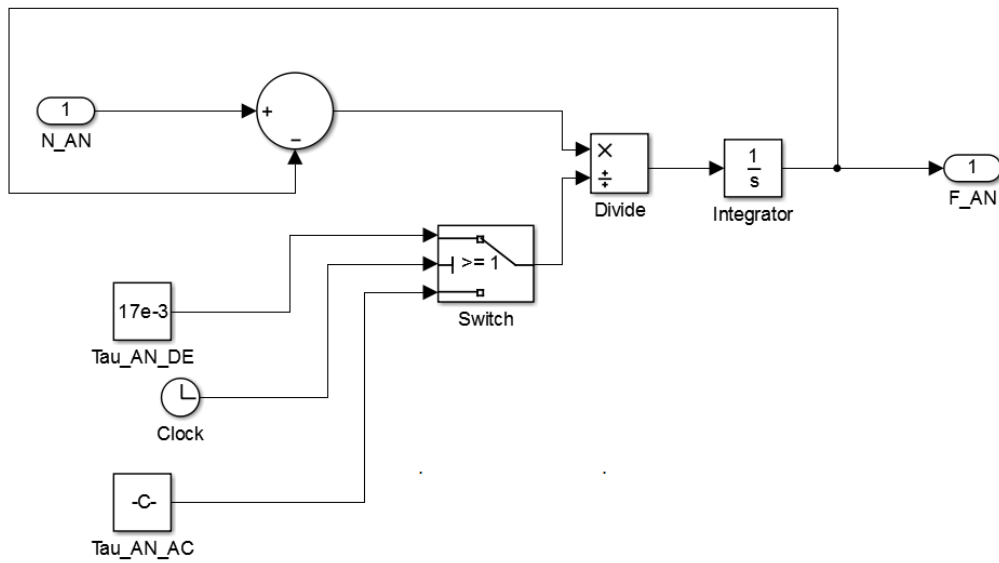 1
N_AN
+
−
×
÷
Divide
1
s
Integrator
1
F_AN
>= 1
Switch
17e-3
Tau_AN_DE
Clock
-C-
Tau_AN_AC